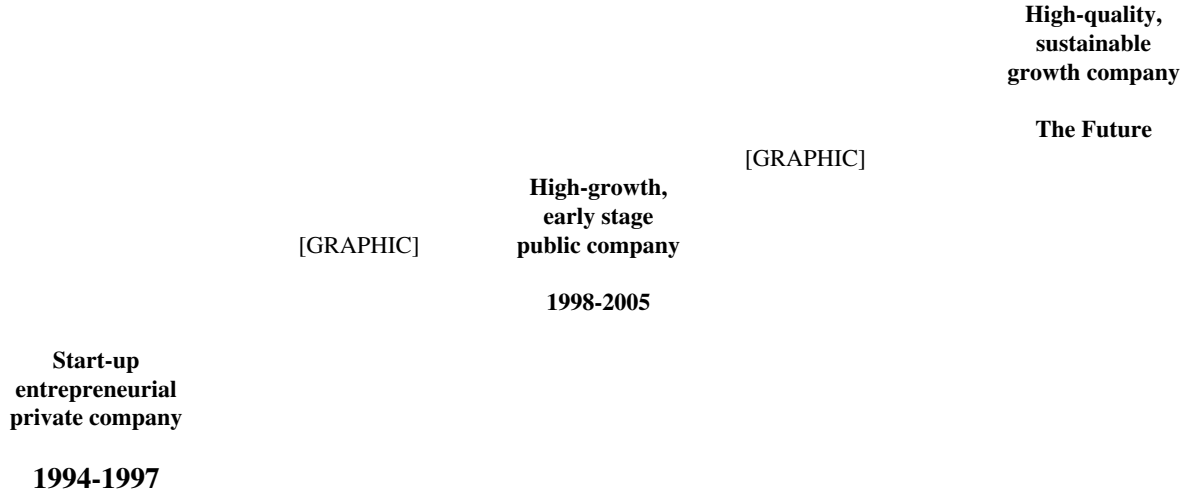 High-quality,
sustainable
growth company
The Future
[GRAPHIC]
High-growth,
early stage
public company
[GRAPHIC]
1998-2005
Start-up
entrepreneurial
private company
1994-1997